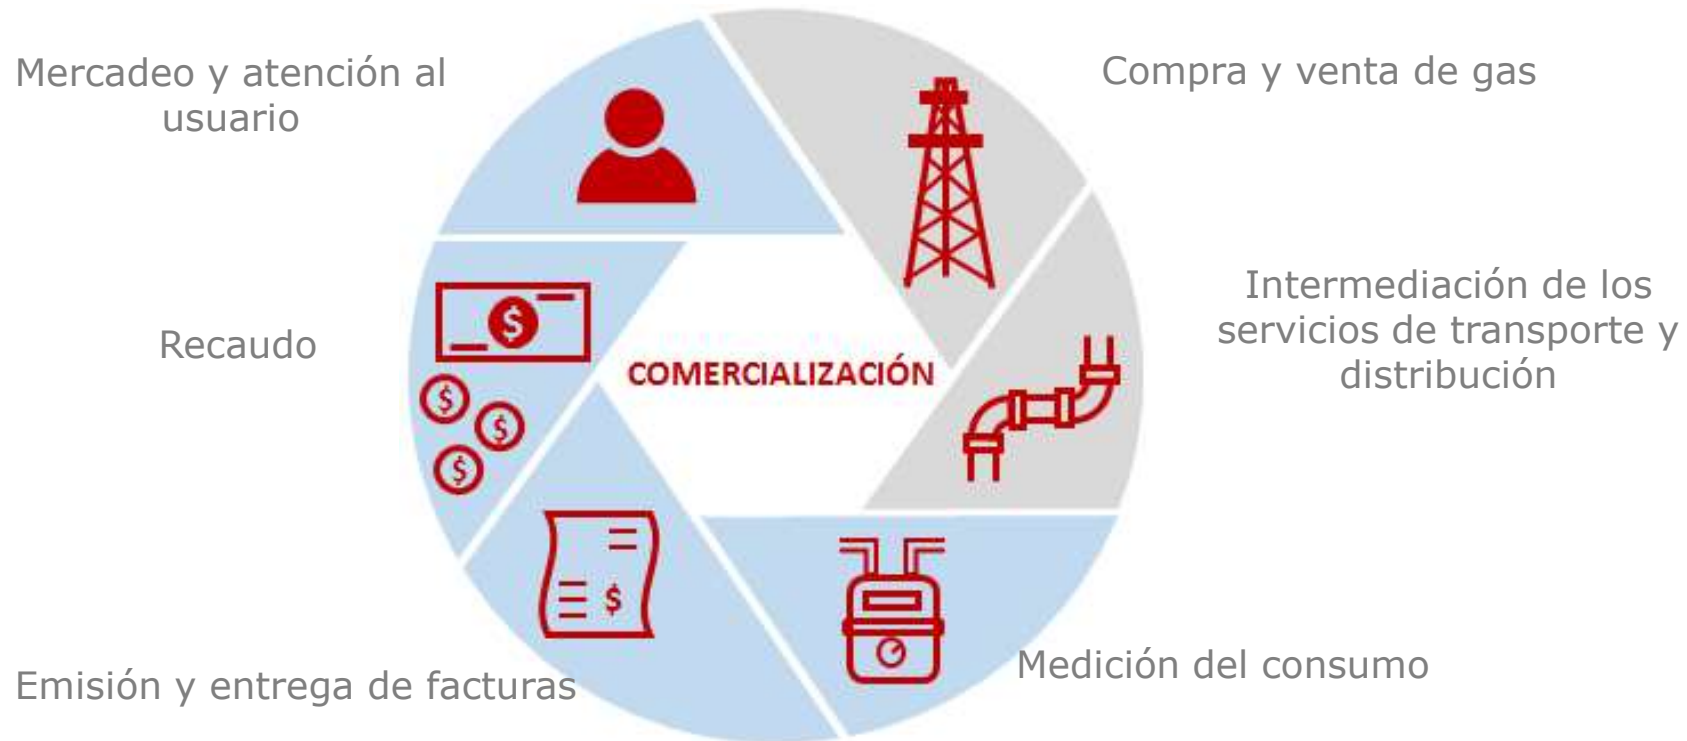 Mercadeo y atención al
usuario
Compra y venta de gas
Intermediación de los
servicios de transporte y
distribución
Recaudo
$
$
$
$
COMERCIALIZACIÓN
$
Emisión y entrega de facturas
Medición del consumo